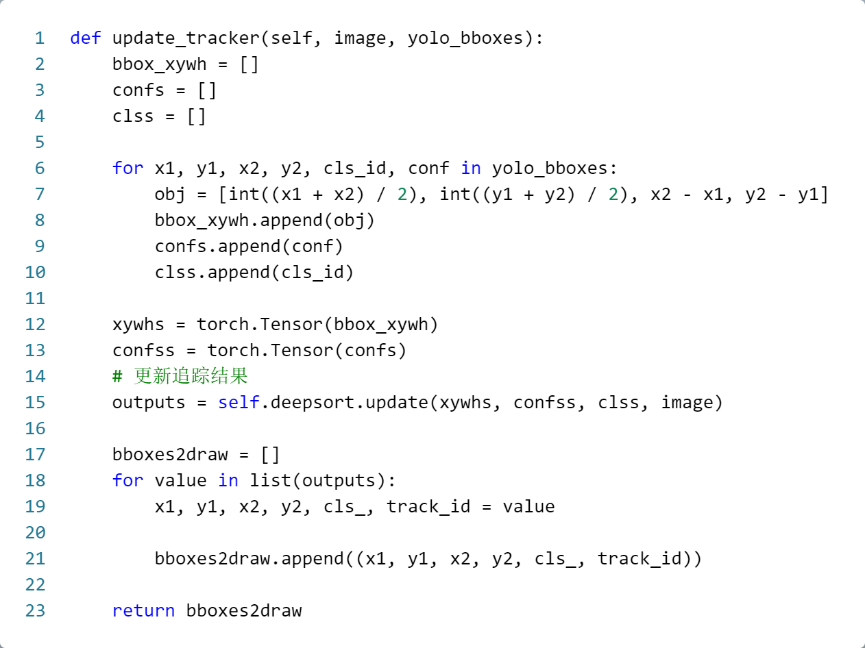 1 def update_tracker(self, image, yolo_bboxes):
2     bbox_xywh = []
3     confs = []
4     clss = []
5
6     for x1, y1, x2, y2, cls_id, conf in yolo_bboxes:
7         obj = [int((x1 + x2) / 2), int((y1 + y2) / 2), x2 - x1, y2 - y1]
8         bbox_xywh.append(obj)
9         confs.append(conf)
10         clss.append(cls_id)
11
12     xywhs = torch.Tensor(bbox_xywh)
13     confss = torch.Tensor(confs)
14     # 更新追踪结果
15     outputs = self.deepsort.update(xywhs, confss, clss, image)
16
17     bboxes2draw = []
18     for value in list(outputs):
19         x1, y1, x2, y2, cls_, track_id = value
20
21         bboxes2draw.append((x1, y1, x2, y2, cls_, track_id))
22
23     return bboxes2draw